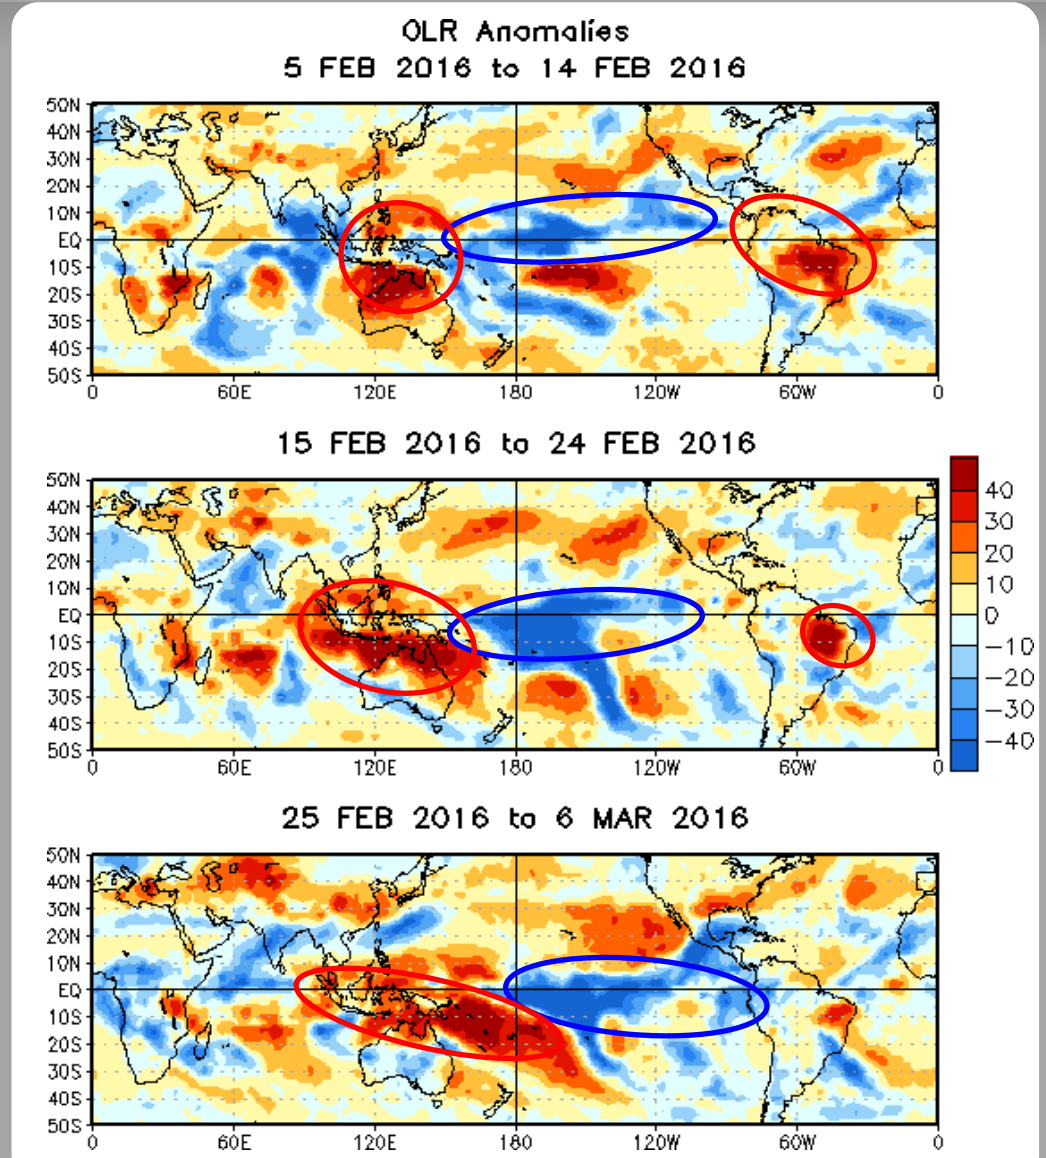 OLR Anomalies
5 FEB 2016 to 14 FEB 2016
50N
40N
30N
20N
10N
EQ
10S
20S
30S
40S
50S
0 60E 120E 180 120W 60W 0
15 FEB 2016 to 24 FEB 2016
50N
40N
30N
20N
10N
EQ
10S
20S
30S
40S
50S
0 60E 120E 180 120W 60W 0
40
30
20
10
0
−10
−20
−30
−40
25 FEB 2016 to 6 MAR 2016
50N
40N
30N
20N
10N
EQ
10S
20S
30S
40S
50S
0 60E 120E 180 120W 60W 0